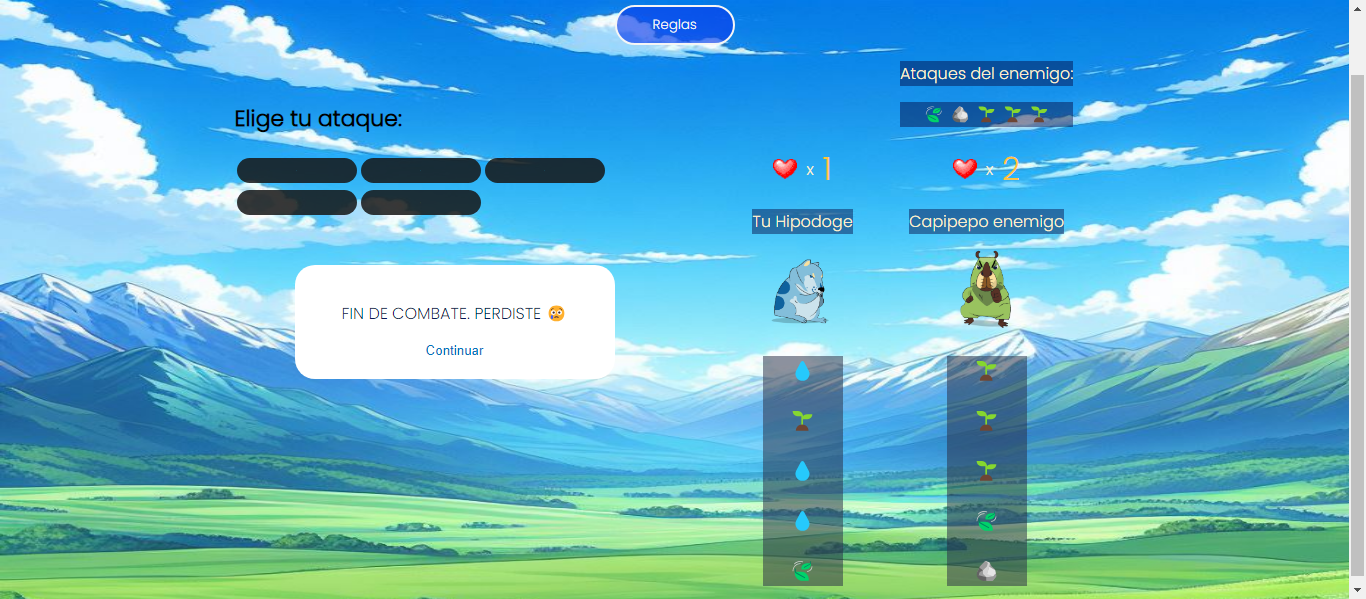 Reglas
Ataques del enemigo:
Elige tu ataque:
x 1
x 2
Tu Hipodoge
Capipepo enemigo
FIN DE COMBATE. PERDISTE 😢
Continuar